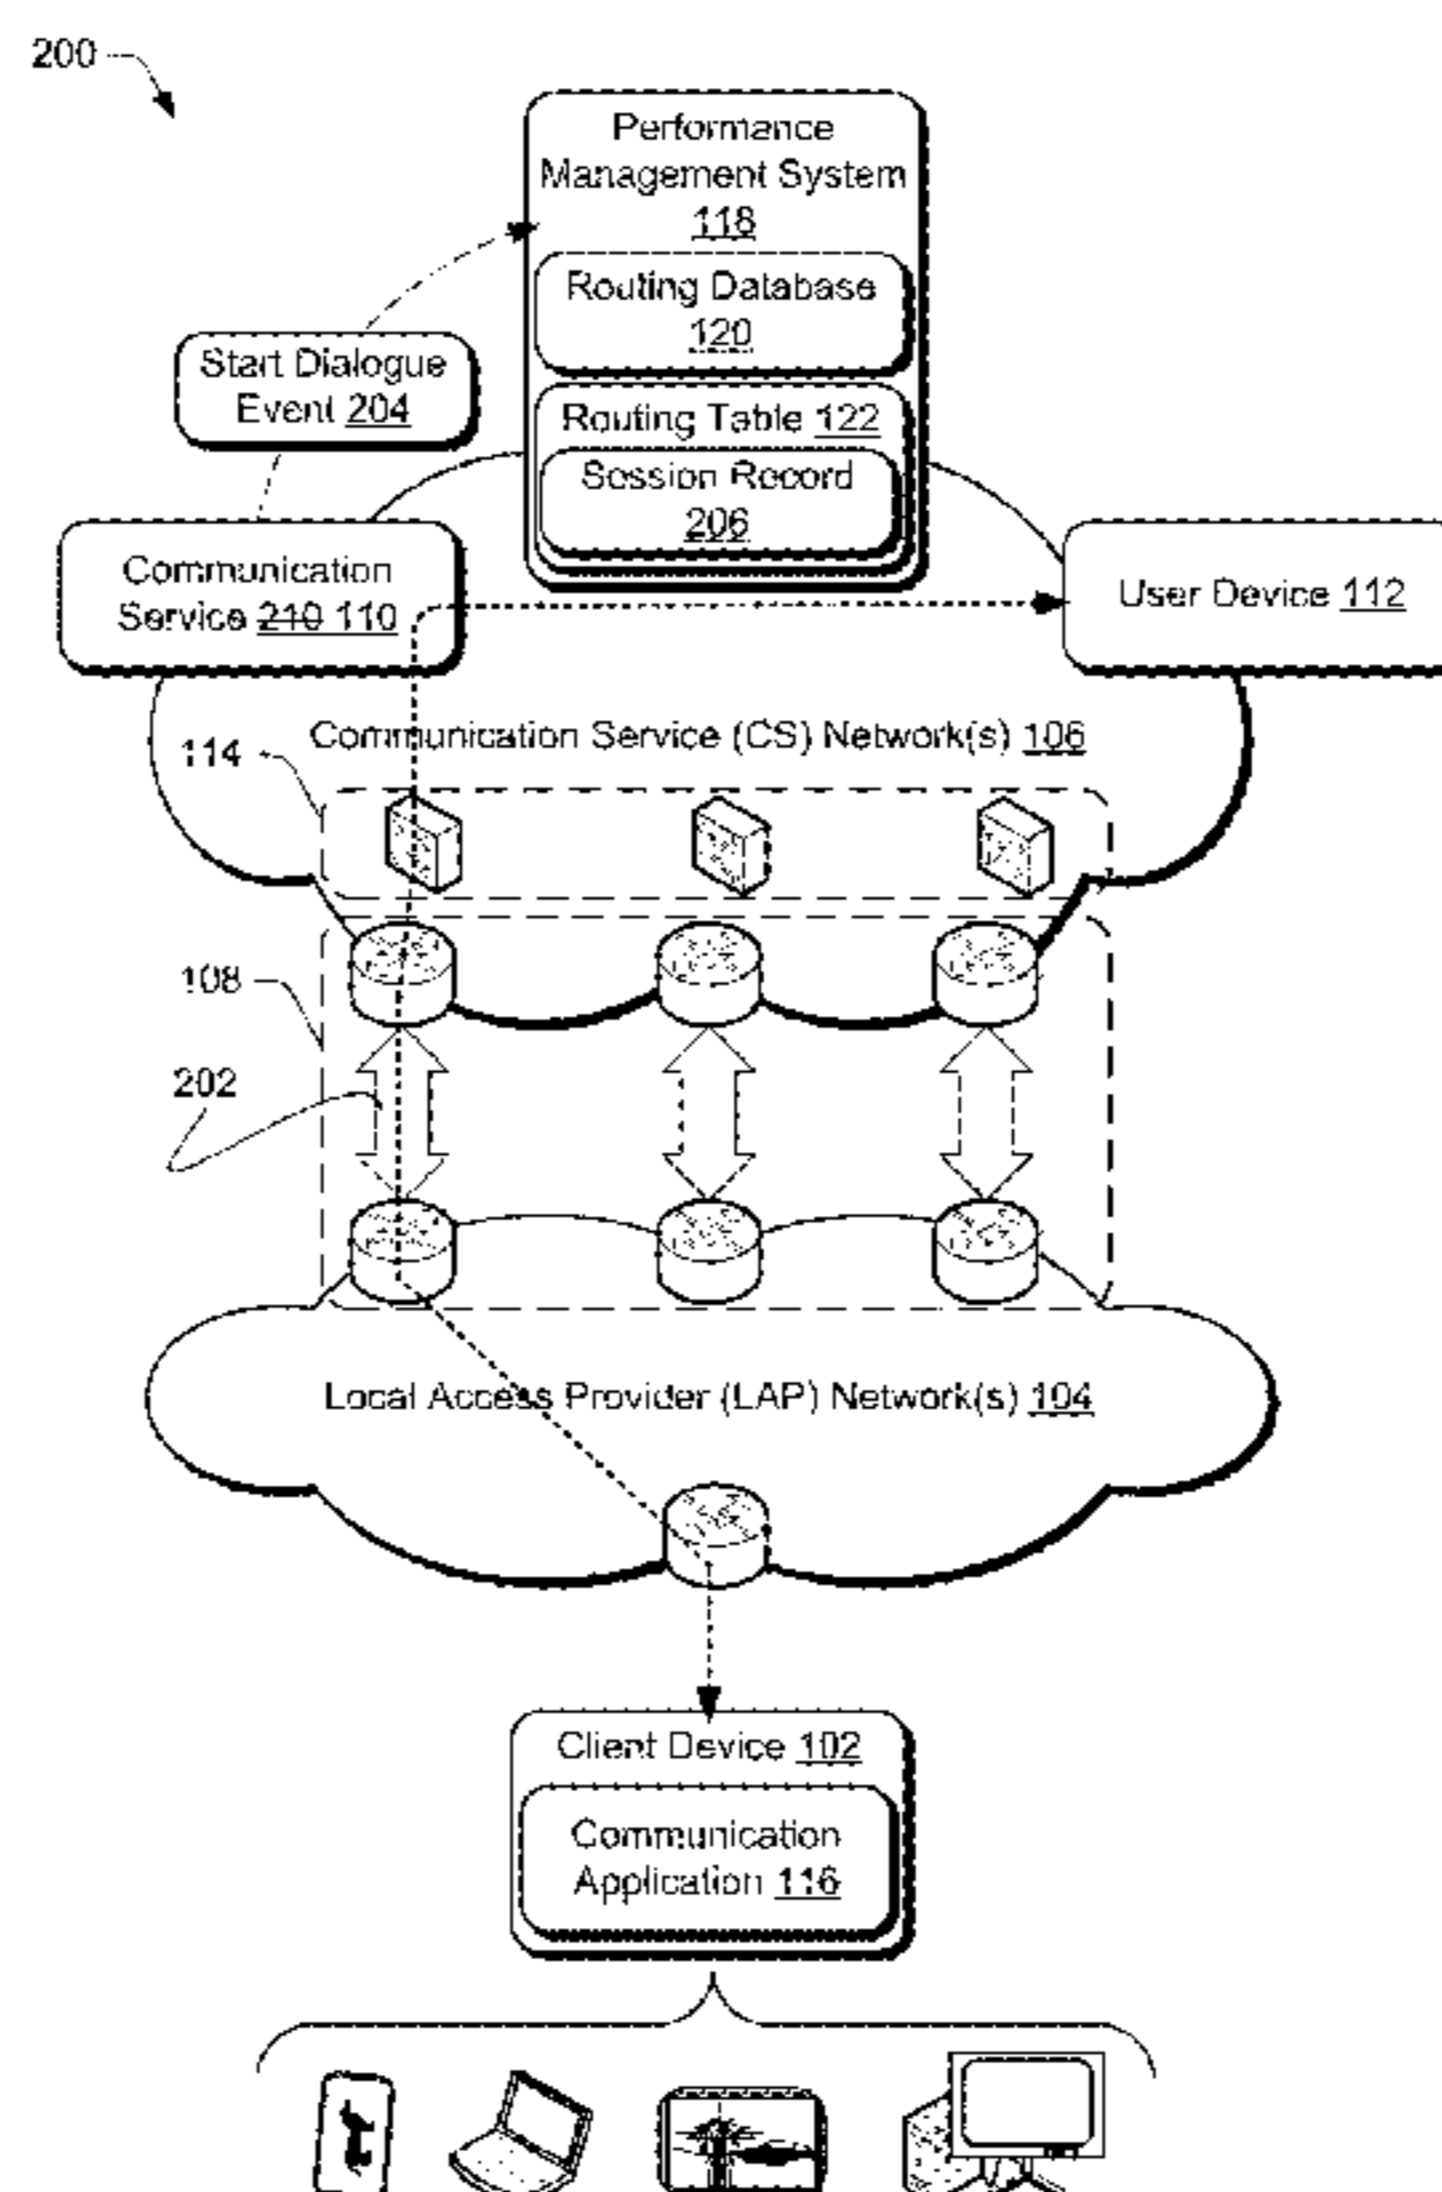 200
Performance
Management System
118
Routing Database
120
Start Dialogue
Event 204
Routing Table 122
Session Record
206
Communication
Service 210 110
User Device 112
Communication Service (CS) Network(s) 106
114
108
202
Local Access Provider (LAP) Network(s) 104
Client Device 102
Communication
Application 116